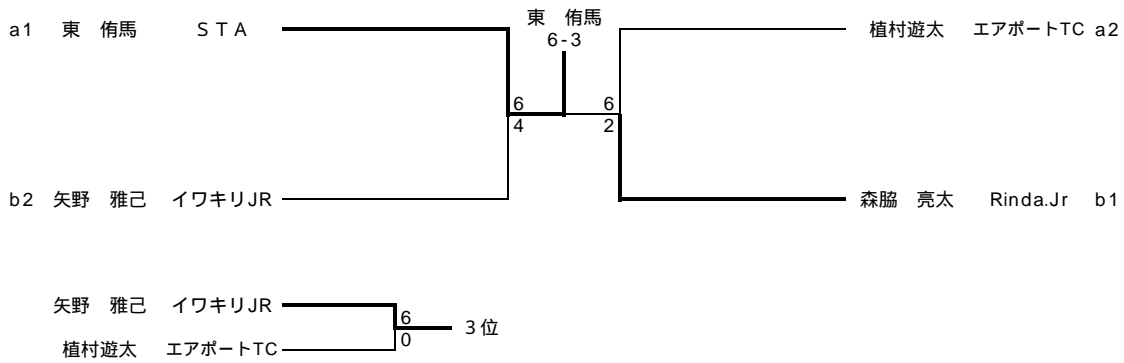 東　侑馬
6-3
a1　東　侑馬　ＳＴＡ
植村遊太　エアポートTC a2
6　6
4　2
b2　矢野　雅己　イワキリJR
森脇　亮太　Rinda.Jr　b1
矢野　雅己　イワキリJR
6
３位
0
植村遊太　エアポートTC